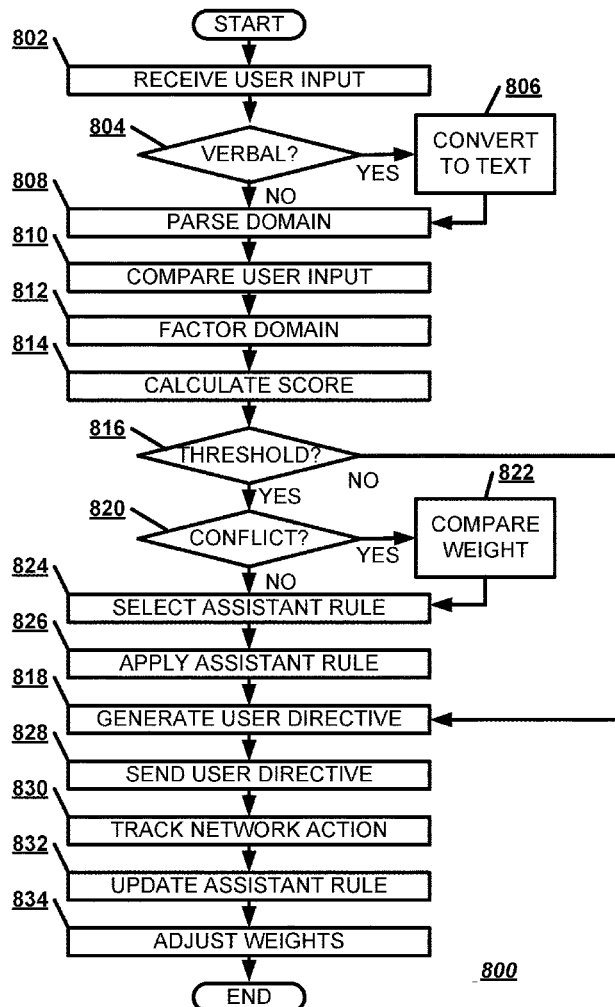 START
802
RECEIVE USER INPUT
804
VERBAL?
YES
806
CONVERT
TO TEXT
NO
808
PARSE DOMAIN
810
COMPARE USER INPUT
812
FACTOR DOMAIN
814
CALCULATE SCORE
816
THRESHOLD?
NO
YES
820
CONFLICT?
YES
822
COMPARE
WEIGHT
NO
824
SELECT ASSISTANT RULE
826
APPLY ASSISTANT RULE
818
GENERATE USER DIRECTIVE
828
SEND USER DIRECTIVE
830
TRACK NETWORK ACTION
832
UPDATE ASSISTANT RULE
834
ADJUST WEIGHTS
END
800